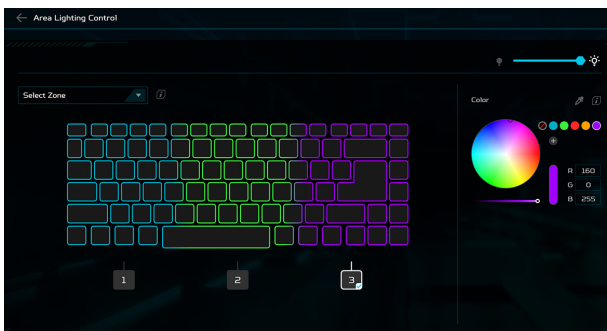 Area Lighting Control
Select Zone
Color
R 160
G 0
B 255
1 2 3